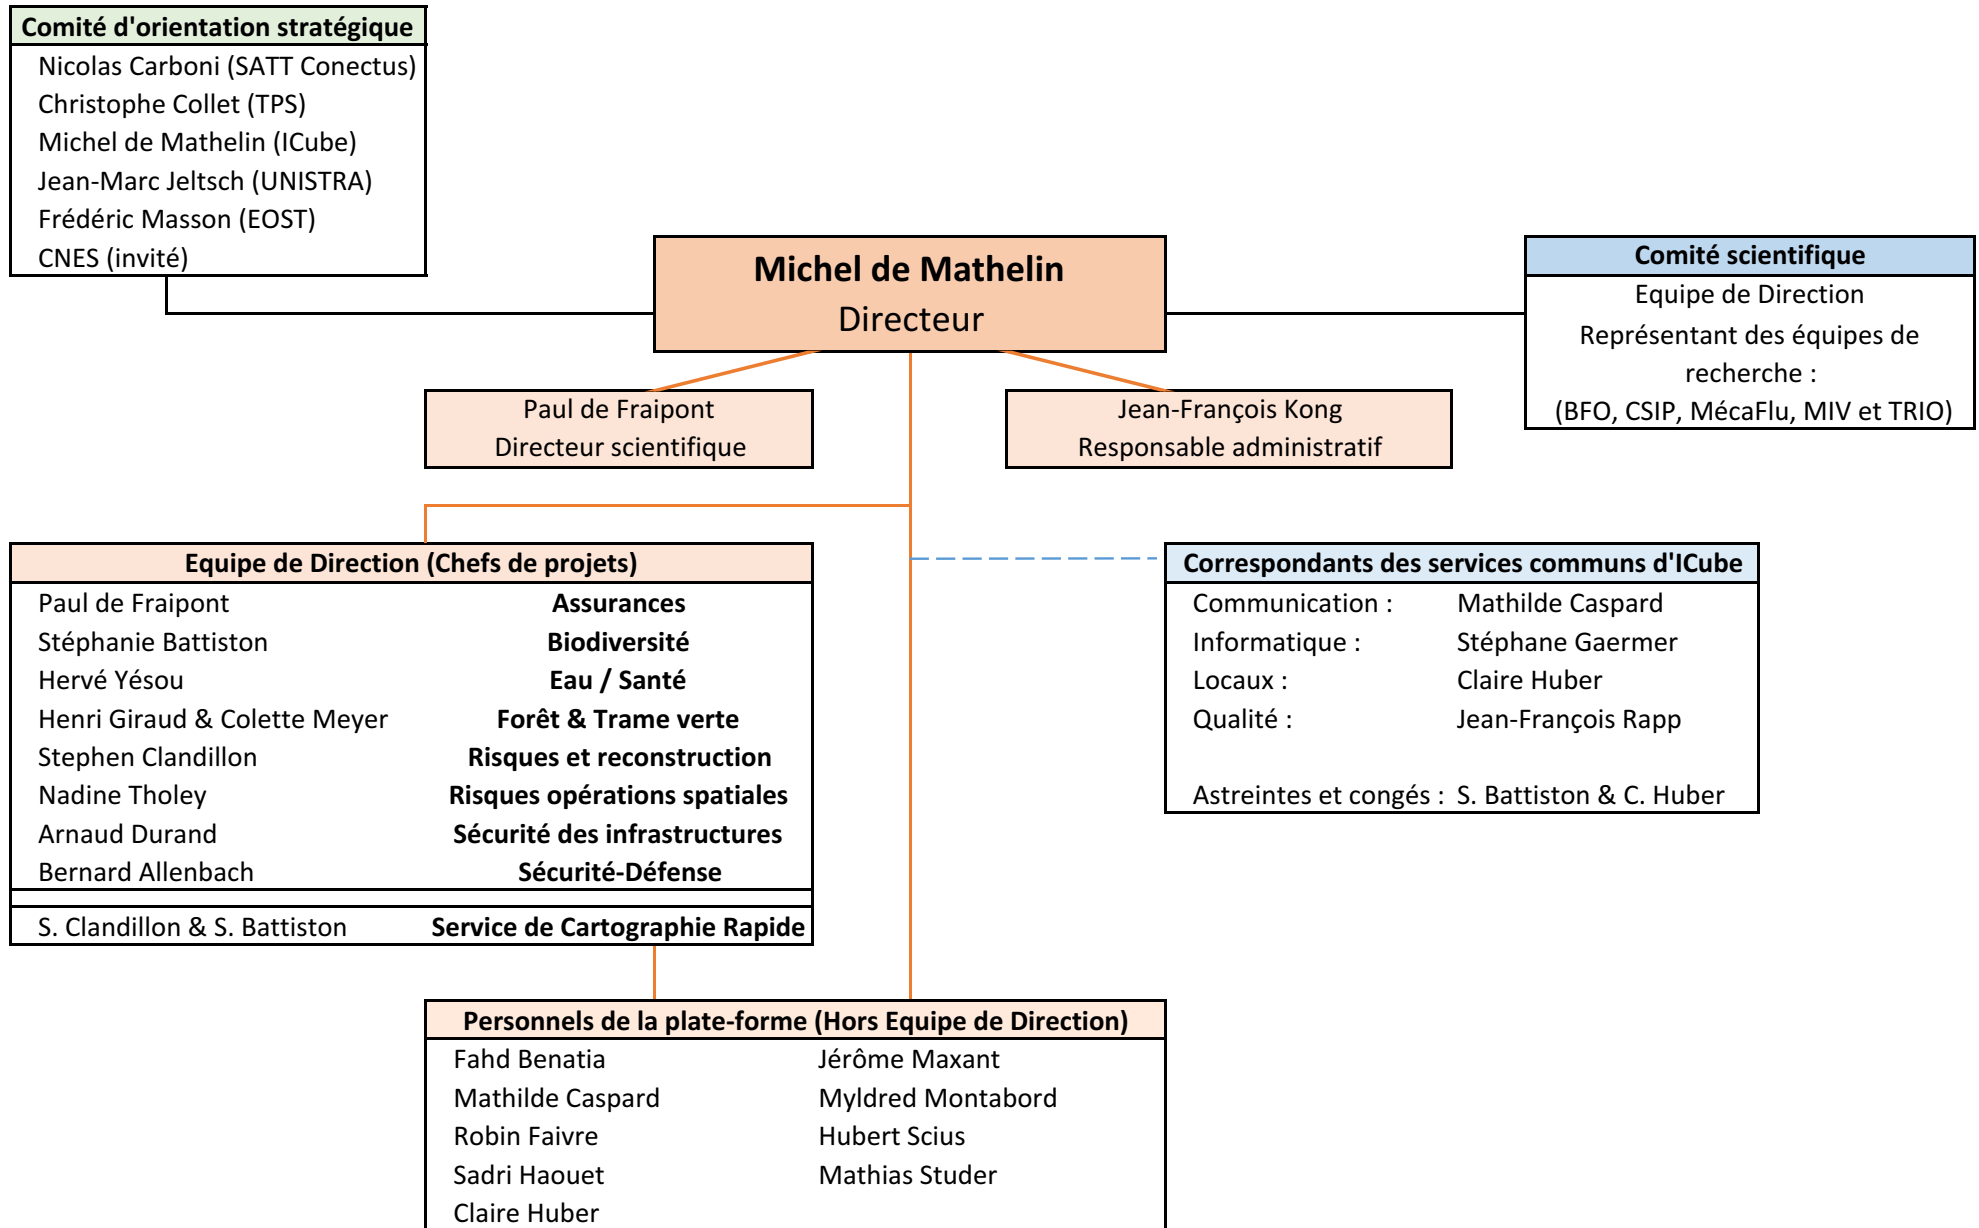 Comité d'orientation stratégique
Nicolas Carboni (SATT Conectus)
Christophe Collet (TPS)
Michel de Mathelin (ICube)
Jean-Marc Jeltsch (UNISTRA)
Frédéric Masson (EOST)
CNES (invité)
Michel de Mathelin
Directeur
Comité scientifique
Equipe de Direction
Représentant des équipes de
recherche :
(BFO, CSIP, MécaFlu, MIV et TRIO)
Paul de Fraipont
Directeur scientifique
Jean-François Kong
Responsable administratif
Equipe de Direction (Chefs de projets)
Paul de Fraipont Assurances
Stéphanie Battiston Biodiversité
Hervé Yésou Eau / Santé
Henri Giraud & Colette Meyer Forêt & Trame verte
Stephen Clandillon Risques et reconstruction
Nadine Tholey Risques opérations spatiales
Arnaud Durand Sécurité des infrastructures
Bernard Allenbach Sécurité-Défense
S. Clandillon & S. Battiston Service de Cartographie Rapide
Correspondants des services communs d'ICube
Communication : Mathilde Caspard
Informatique : Stéphane Gaermer
Locaux : Claire Huber
Qualité : Jean-François Rapp
Astreintes et congés : S. Battiston & C. Huber
Personnels de la plate-forme (Hors Equipe de Direction)
Fahd Benatia Jérôme Maxant
Mathilde Caspard Myldred Montabord
Robin Faivre Hubert Scius
Sadri Haouet Mathias Studer
Claire Huber